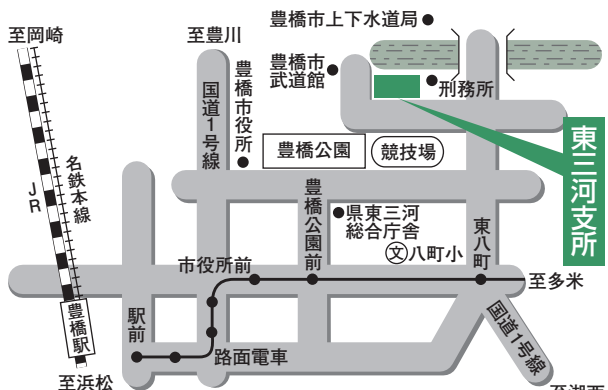 至岡崎
至豊川
豊橋市上下水道局
豊橋市
武道館
刑務所
国道1号線
豊橋市役所
豊橋公園
競技場
東三河支所
名鉄本線
JR
豊橋公園前
県東三河
総合庁舎
文八町小
東八町
市役所前
至多米
豊橋駅
駅前
路面電車
国道1号線
至浜松